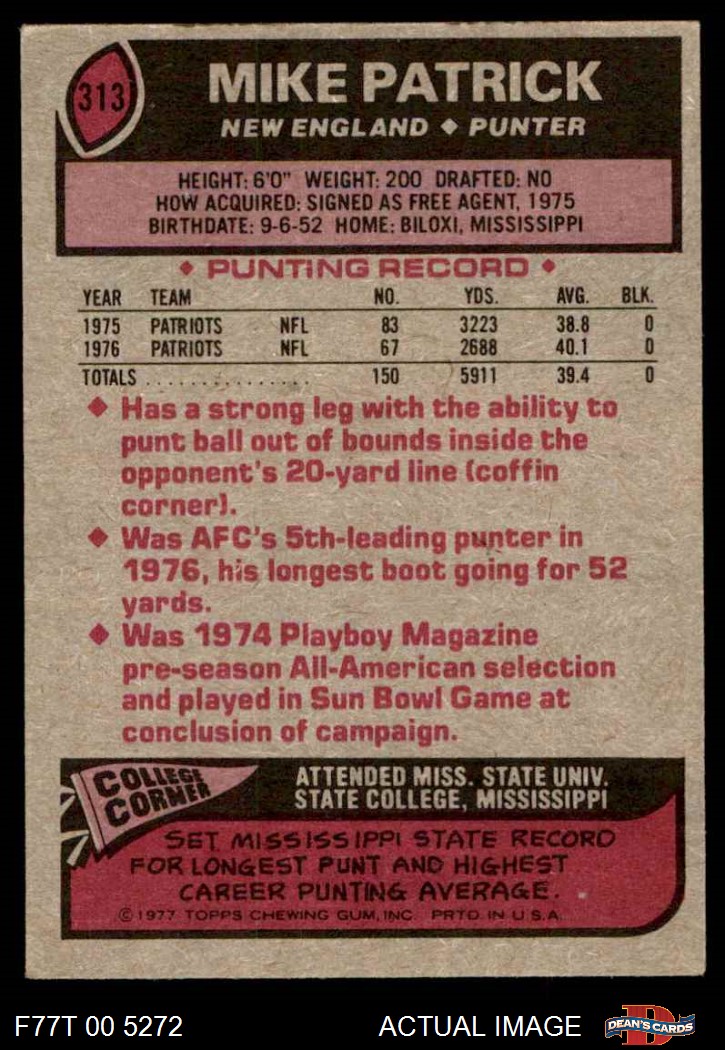 313
MIKE PATRICK
NEW ENGLAND ◆ PUNTER
HEIGHT: 6'0" WEIGHT: 200 DRAFTED: NO
HOW ACQUIRED: SIGNED AS FREE AGENT, 1975
BIRTHDATE: 9-6-52 HOME: BILOXI, MISSISSIPPI
◆ PUNTING RECORD ◆
YEAR TEAM NO. YDS. AVG. BLK.
1975 PATRIOTS NFL 83 3223 38.8 0
1976 PATRIOTS NFL 67 2688 40.1 0
TOTALS . . . . . . . . . . . . . . . 150 5911 39.4 0
◆ Has a strong leg with the ability to
punt ball out of bounds inside the
opponent's 20-yard line (coffin
corner).
◆ Was AFC's 5th-leading punter in
1976, his longest boot going for 52
yards.
◆ Was 1974 Playboy Magazine
pre-season All-American selection
and played in Sun Bowl Game at
conclusion of campaign.
COLLEGE
CORNER
ATTENDED MISS. STATE UNIV.
STATE COLLEGE, MISSISSIPPI
SET MISSISSIPPI STATE RECORD
FOR LONGEST PUNT AND HIGHEST
CAREER PUNTING AVERAGE.
© 1977 TOPPS CHEWING GUM, INC. PRTD. IN U.S.A.
F77T 00 5272 ACTUAL IMAGE
D
DEAN'S CARDS